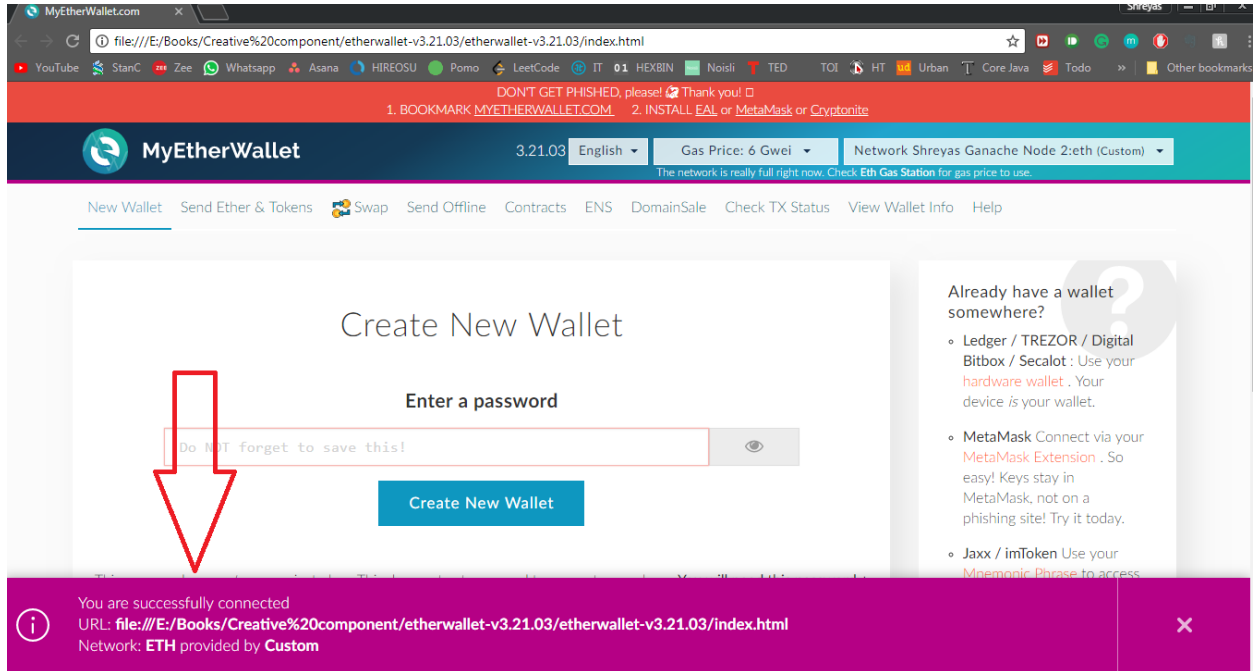 MyEtherWallet.com
Shreyas
file:///E:/Books/Creative%20component/etherwallet-v3.21.03/etherwallet-v3.21.03/index.html
YouTube StanC Zee Whatsapp Asana HIREOSU Pomo LeetCode IT HEXBIN Noisli TED TOI HT Urban Core Java Todo » Other bookmarks
DON'T GET PHISHED, please! Thank you!
1. BOOKMARK MYETHERWALLET.COM 2. INSTALL EAL or MetaMask or Cryptonite
MyEtherWallet 3.21.03 English Gas Price: 6 Gwei Network Shreyas Ganache Node 2:eth (Custom)
The network is really full right now. Check Eth Gas Station for gas price to use.
New Wallet Send Ether & Tokens Swap Send Offline Contracts ENS DomainSale Check TX Status View Wallet Info Help
Create New Wallet
Enter a password
Do NOT forget to save this!
Create New Wallet
Already have a wallet
somewhere?
Ledger / TREZOR / Digital
Bitbox / Secalot : Use your
hardware wallet . Your
device is your wallet.
MetaMask Connect via your
MetaMask Extension . So
easy! Keys stay in
MetaMask, not on a
phishing site! Try it today.
Jaxx / imToken Use your
Mnemonic Phrase to access
You are successfully connected
URL: file:///E:/Books/Creative%20component/etherwallet-v3.21.03/etherwallet-v3.21.03/index.html
Network: ETH provided by Custom